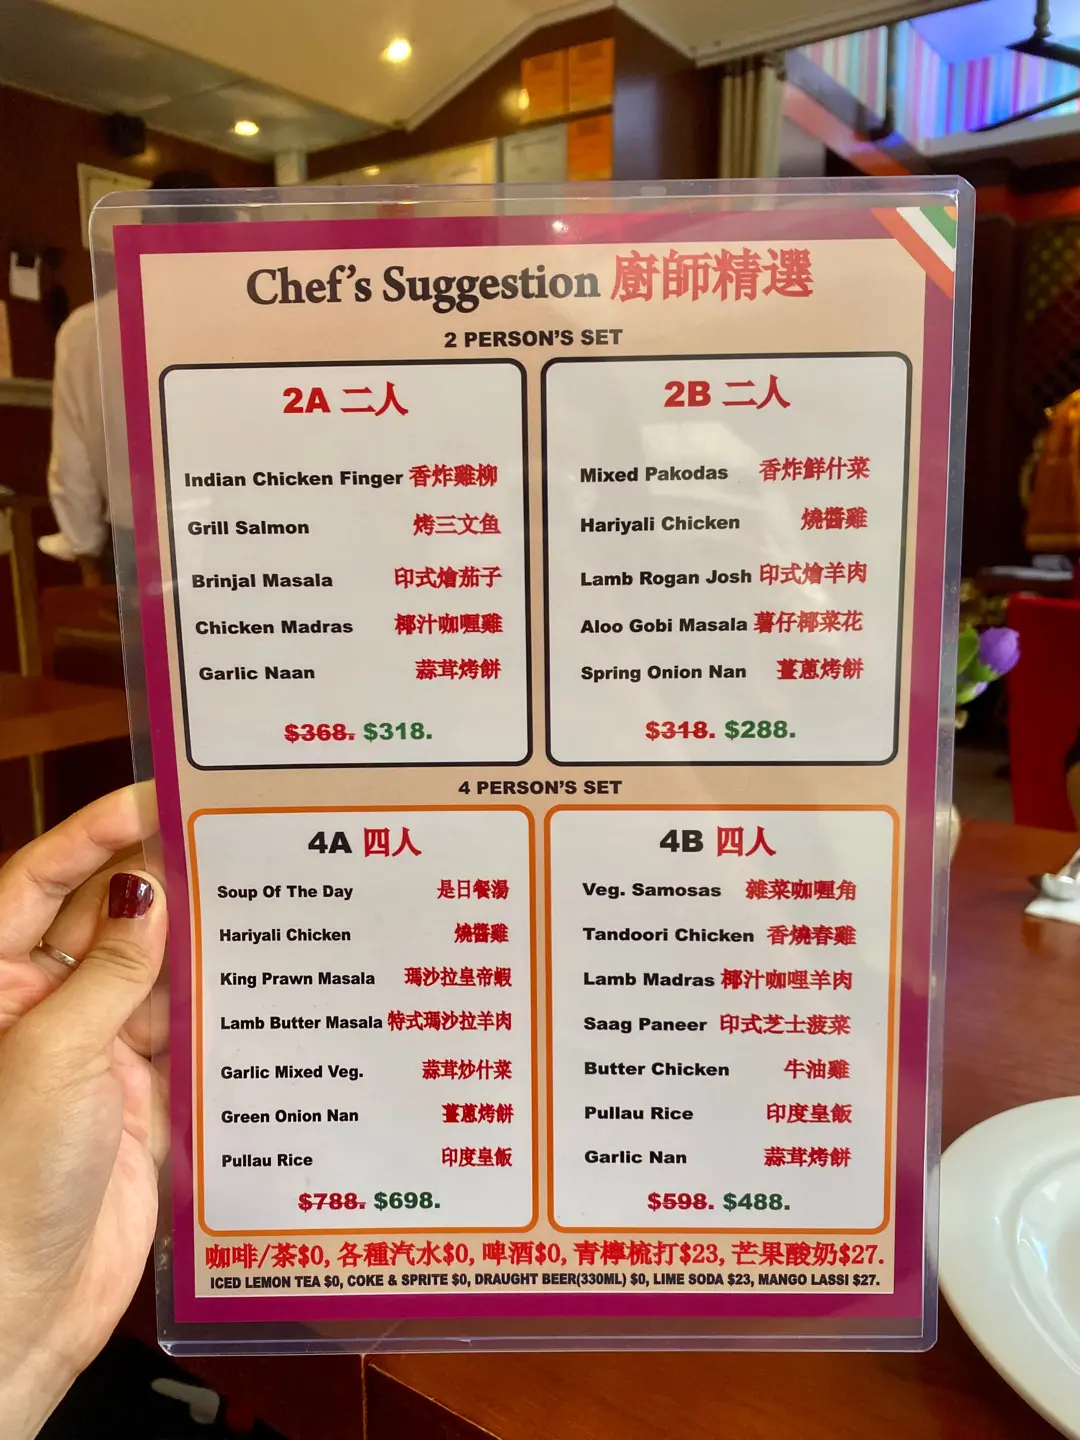 Chef's Suggestion 廚師精選
2 PERSON'S SET
2A 二人
Indian Chicken Finger 香炸雞柳
Grill Salmon 烤三文鱼
Brinjal Masala 印式燴茄子
Chicken Madras 椰汁咖喱雞
Garlic Naan 蒜茸烤餅
$368. $318.
2B 二人
Mixed Pakodas 香炸鮮什菜
Hariyali Chicken 燒醬雞
Lamb Rogan Josh 印式燴羊肉
Aloo Gobi Masala 薯仔椰菜花
Spring Onion Nan 薑蔥烤餅
$318. $288.
4 PERSON'S SET
4A 四人
Soup Of The Day 是日餐湯
Hariyali Chicken 燒醬雞
King Prawn Masala 瑪沙拉皇帝蝦
Lamb Butter Masala 特式瑪沙拉羊肉
Garlic Mixed Veg. 蒜茸炒什菜
Green Onion Nan 薑蔥烤餅
Pullau Rice 印度皇飯
$788. $698.
4B 四人
Veg. Samosas 雜菜咖喱角
Tandoori Chicken 香燒春雞
Lamb Madras 椰汁咖哩羊肉
Saag Paneer 印式芝士菠菜
Butter Chicken 牛油雞
Pullau Rice 印度皇飯
Garlic Nan 蒜茸烤餅
$598. $488.
咖啡/茶$0, 各種汽水$0, 啤酒$0, 青檸梳打$23, 芒果酸奶$27.
ICED LEMON TEA $0, COKE & SPRITE $0, DRAUGHT BEER(330ML) $0, LIME SODA $23, MANGO LASSI $27.